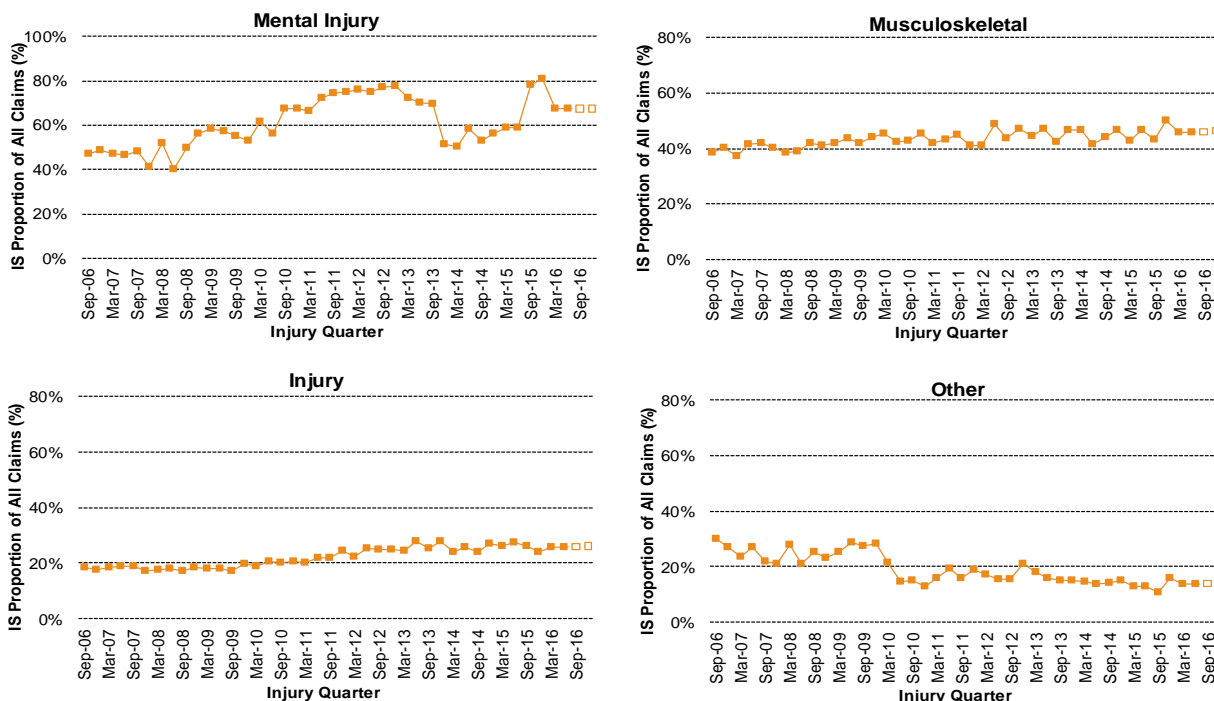 Mental Injury
IS Proportion of All Claims (%)
100%
80%
60%
40%
20%
0%
Sep-06
Mar-07
Sep-07
Mar-08
Sep-08
Mar-09
Sep-09
Mar-10
Sep-10
Mar-11
Sep-11
Mar-12
Sep-12
Mar-13
Sep-13
Mar-14
Sep-14
Mar-15
Sep-15
Mar-16
Sep-16
Injury Quarter
Musculoskeletal
IS Proportion of All Claims (%)
80%
60%
40%
20%
0%
Sep-06
Mar-07
Sep-07
Mar-08
Sep-08
Mar-09
Sep-09
Mar-10
Sep-10
Mar-11
Sep-11
Mar-12
Sep-12
Mar-13
Sep-13
Mar-14
Sep-14
Mar-15
Sep-15
Mar-16
Sep-16
Injury Quarter
Injury
IS Proportion of All Claims (%)
80%
60%
40%
20%
0%
Sep-06
Mar-07
Sep-07
Mar-08
Sep-08
Mar-09
Sep-09
Mar-10
Sep-10
Mar-11
Sep-11
Mar-12
Sep-12
Mar-13
Sep-13
Mar-14
Sep-14
Mar-15
Sep-15
Mar-16
Sep-16
Injury Quarter
Other
IS Proportion of All Claims (%)
80%
60%
40%
20%
0%
Sep-06
Mar-07
Sep-07
Mar-08
Sep-08
Mar-09
Sep-09
Mar-10
Sep-10
Mar-11
Sep-11
Mar-12
Sep-12
Mar-13
Sep-13
Mar-14
Sep-14
Mar-15
Sep-15
Mar-16
Sep-16
Injury Quarter